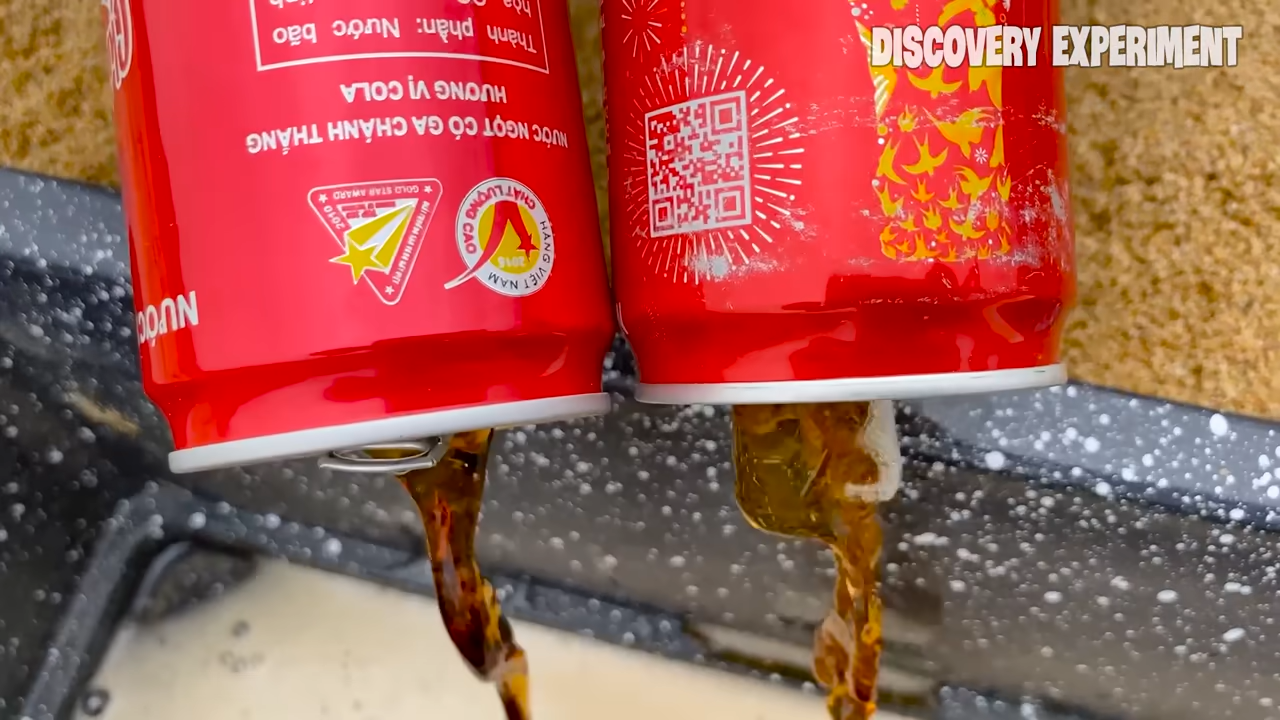 DISCOVERY EXPERIMENT
Thành phần: Nước bão
HƯƠNG VỊ COLA
NƯỚC NGỌT CÓ GA CHÁNH THẮNG
GOLD STAR AWARD
2010
HÀNG VIỆT NAM
CHẤT LƯỢNG CAO
NƯỚC